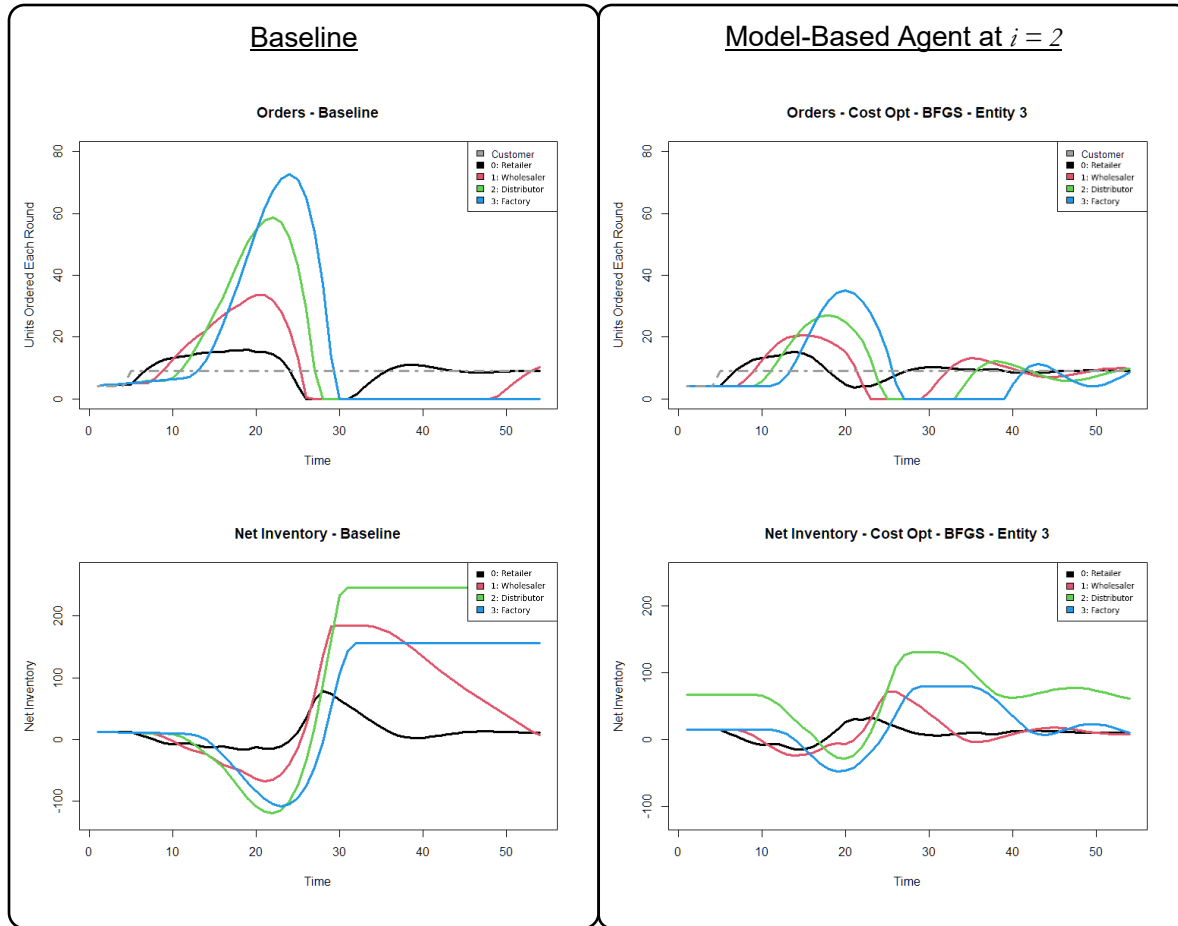 Baseline
Orders - Baseline
Units Ordered Each Round
80
60
40
20
0
Customer
0: Retailer
1: Wholesaler
2: Distributor
3: Factory
0 10 20 30 40 50
Time
Net Inventory - Baseline
Net Inventory
200
100
0
-100
0: Retailer
1: Wholesaler
2: Distributor
3: Factory
0 10 20 30 40 50
Time
Model-Based Agent at i = 2
Orders - Cost Opt - BFGS - Entity 3
Units Ordered Each Round
80
60
40
20
0
Customer
0: Retailer
1: Wholesaler
2: Distributor
3: Factory
0 10 20 30 40 50
Time
Net Inventory - Cost Opt - BFGS - Entity 3
Net Inventory
200
100
0
-100
0: Retailer
1: Wholesaler
2: Distributor
3: Factory
0 10 20 30 40 50
Time